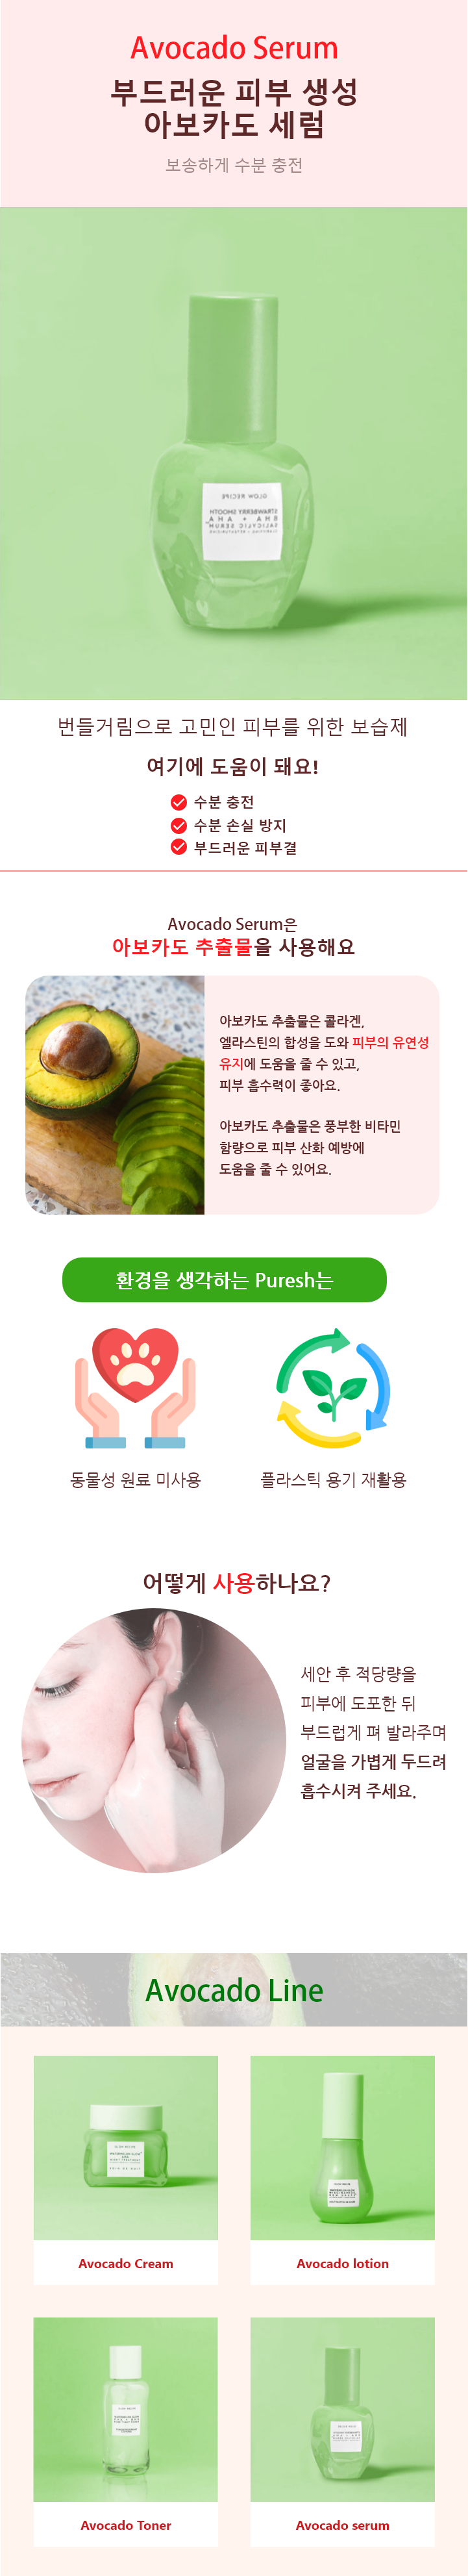 Avocado Serum
부드러운 피부 생성
아보카도 세럼
보송하게 수분 충전
GLOW RECIPE
STRAWBERRY SMOOTH
BHA + AHA
SALICYLIC SERUM
번들거림으로 고민인 피부를 위한 보습제
여기에 도움이 돼요!
수분 충전
수분 손실 방지
부드러운 피부결
Avocado Serum은
아보카도 추출물을 사용해요
아보카도 추출물은 콜라겐,
엘라스틴의 합성을 도와 피부의 유연성
유지에 도움을 줄 수 있고,
피부 흡수력이 좋아요.
아보카도 추출물은 풍부한 비타민
함량으로 피부 산화 예방에
도움을 줄 수 있어요.
환경을 생각하는 Puresh는
동물성 원료 미사용
플라스틱 용기 재활용
어떻게 사용하나요?
세안 후 적당량을
피부에 도포한 뒤
부드럽게 펴 발라주며
얼굴을 가볍게 두드려
흡수시켜 주세요.
Avocado Line
Avocado Cream
Avocado lotion
Avocado Toner
Avocado serum